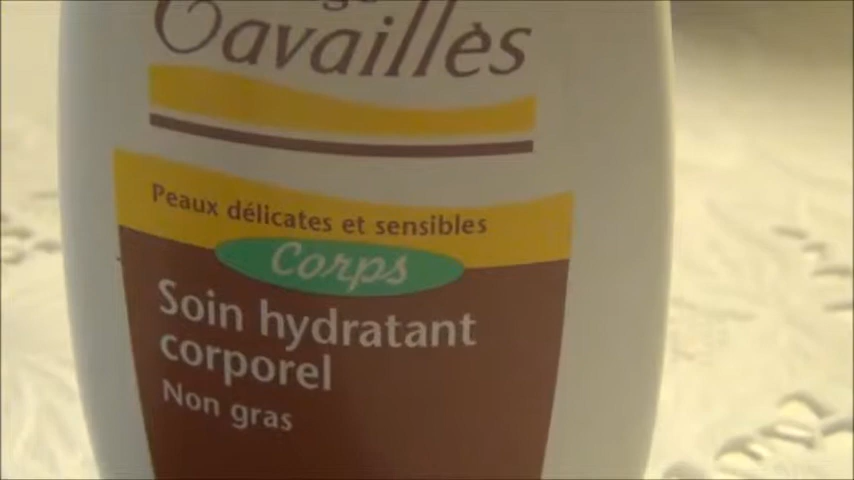 Cavaillès
Peaux délicates et sensibles
Corps
Soin hydratant
corporel
Non gras